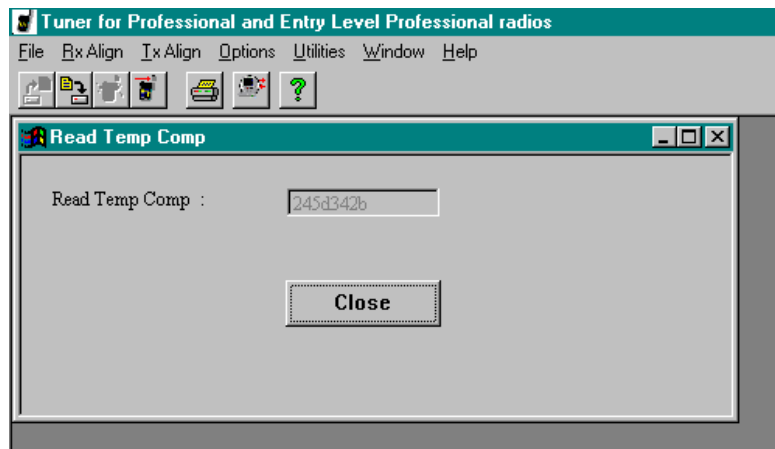 Tuner for Professional and Entry Level Professional radios
File Rx Align Tx Align Options Utilities Window Help
Read Temp Comp
Read Temp Comp : 245d342b
Close